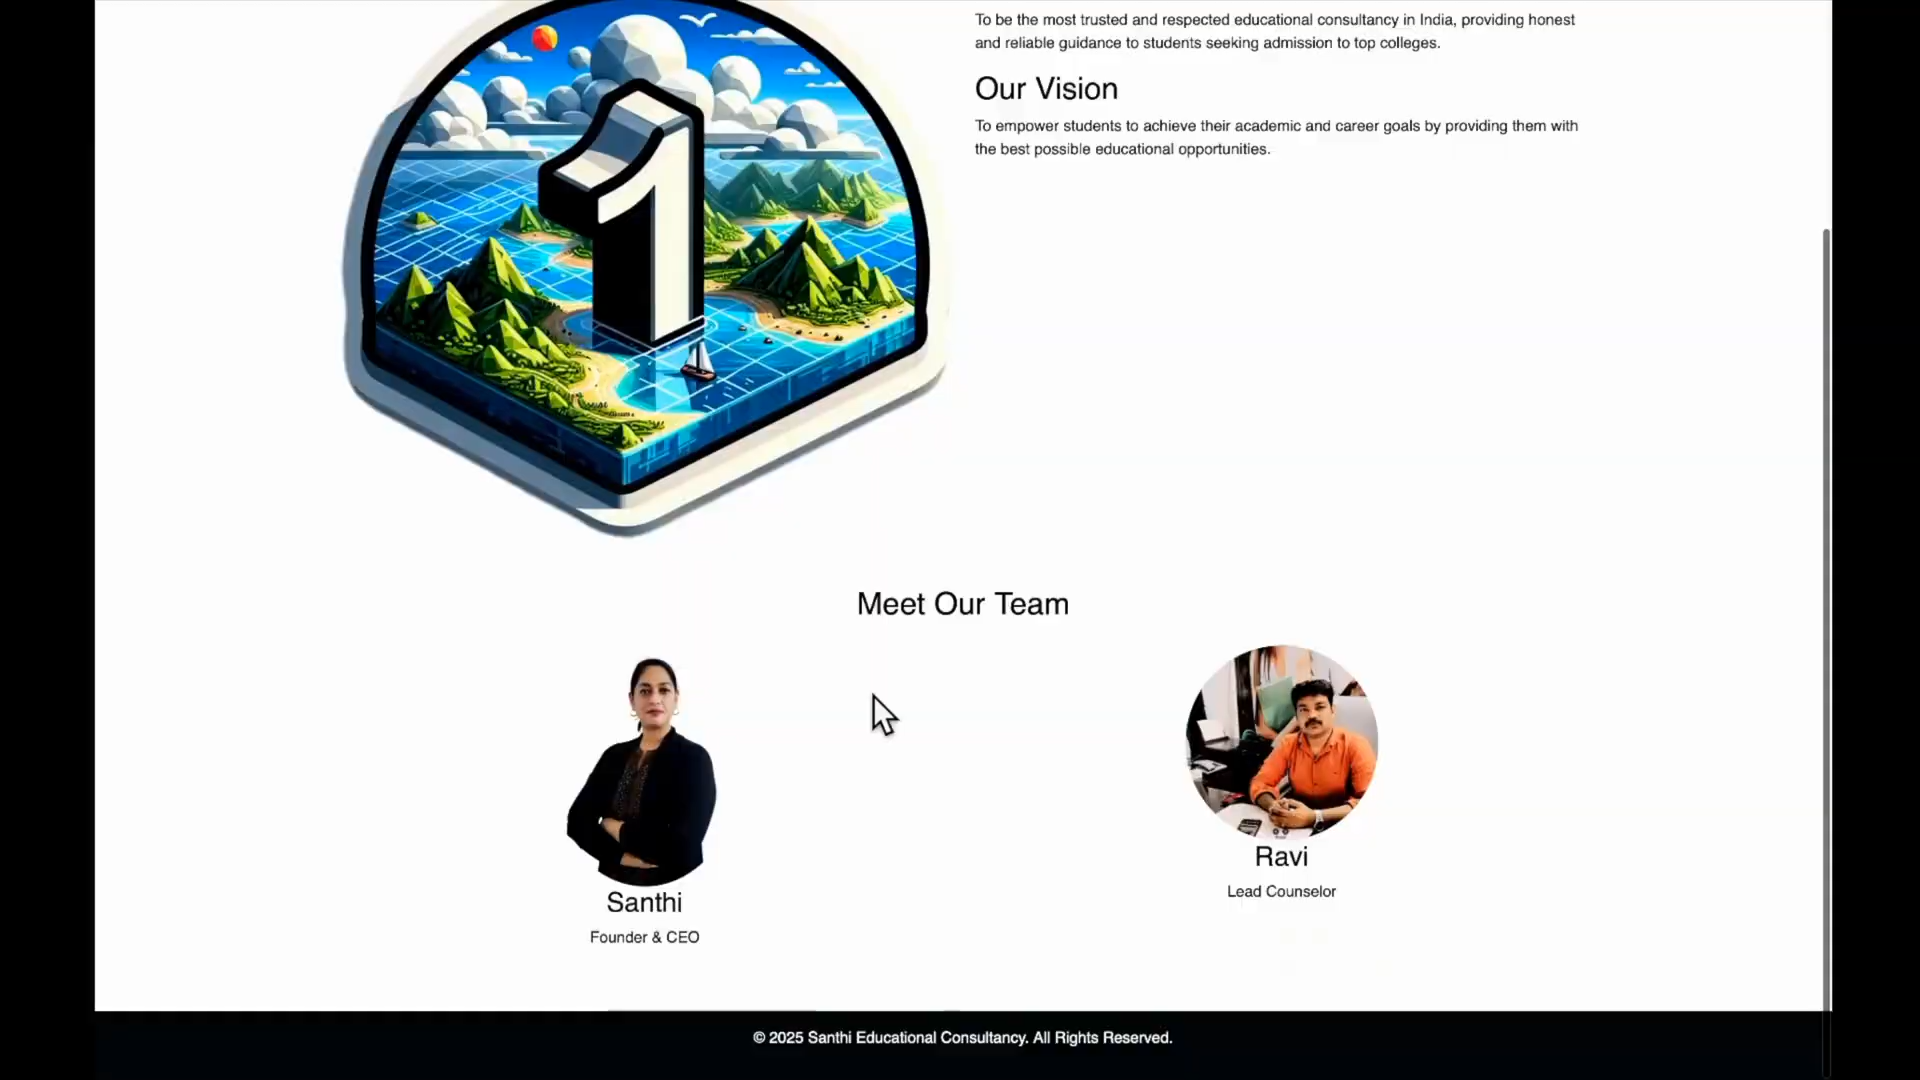 To be the most trusted and respected educational consultancy in India, providing honest
and reliable guidance to students seeking admission to top colleges.
Our Vision
To empower students to achieve their academic and career goals by providing them with
the best possible educational opportunities.
1
Meet Our Team
Santhi
Founder & CEO
Ravi
Lead Counselor
© 2025 Santhi Educational Consultancy. All Rights Reserved.